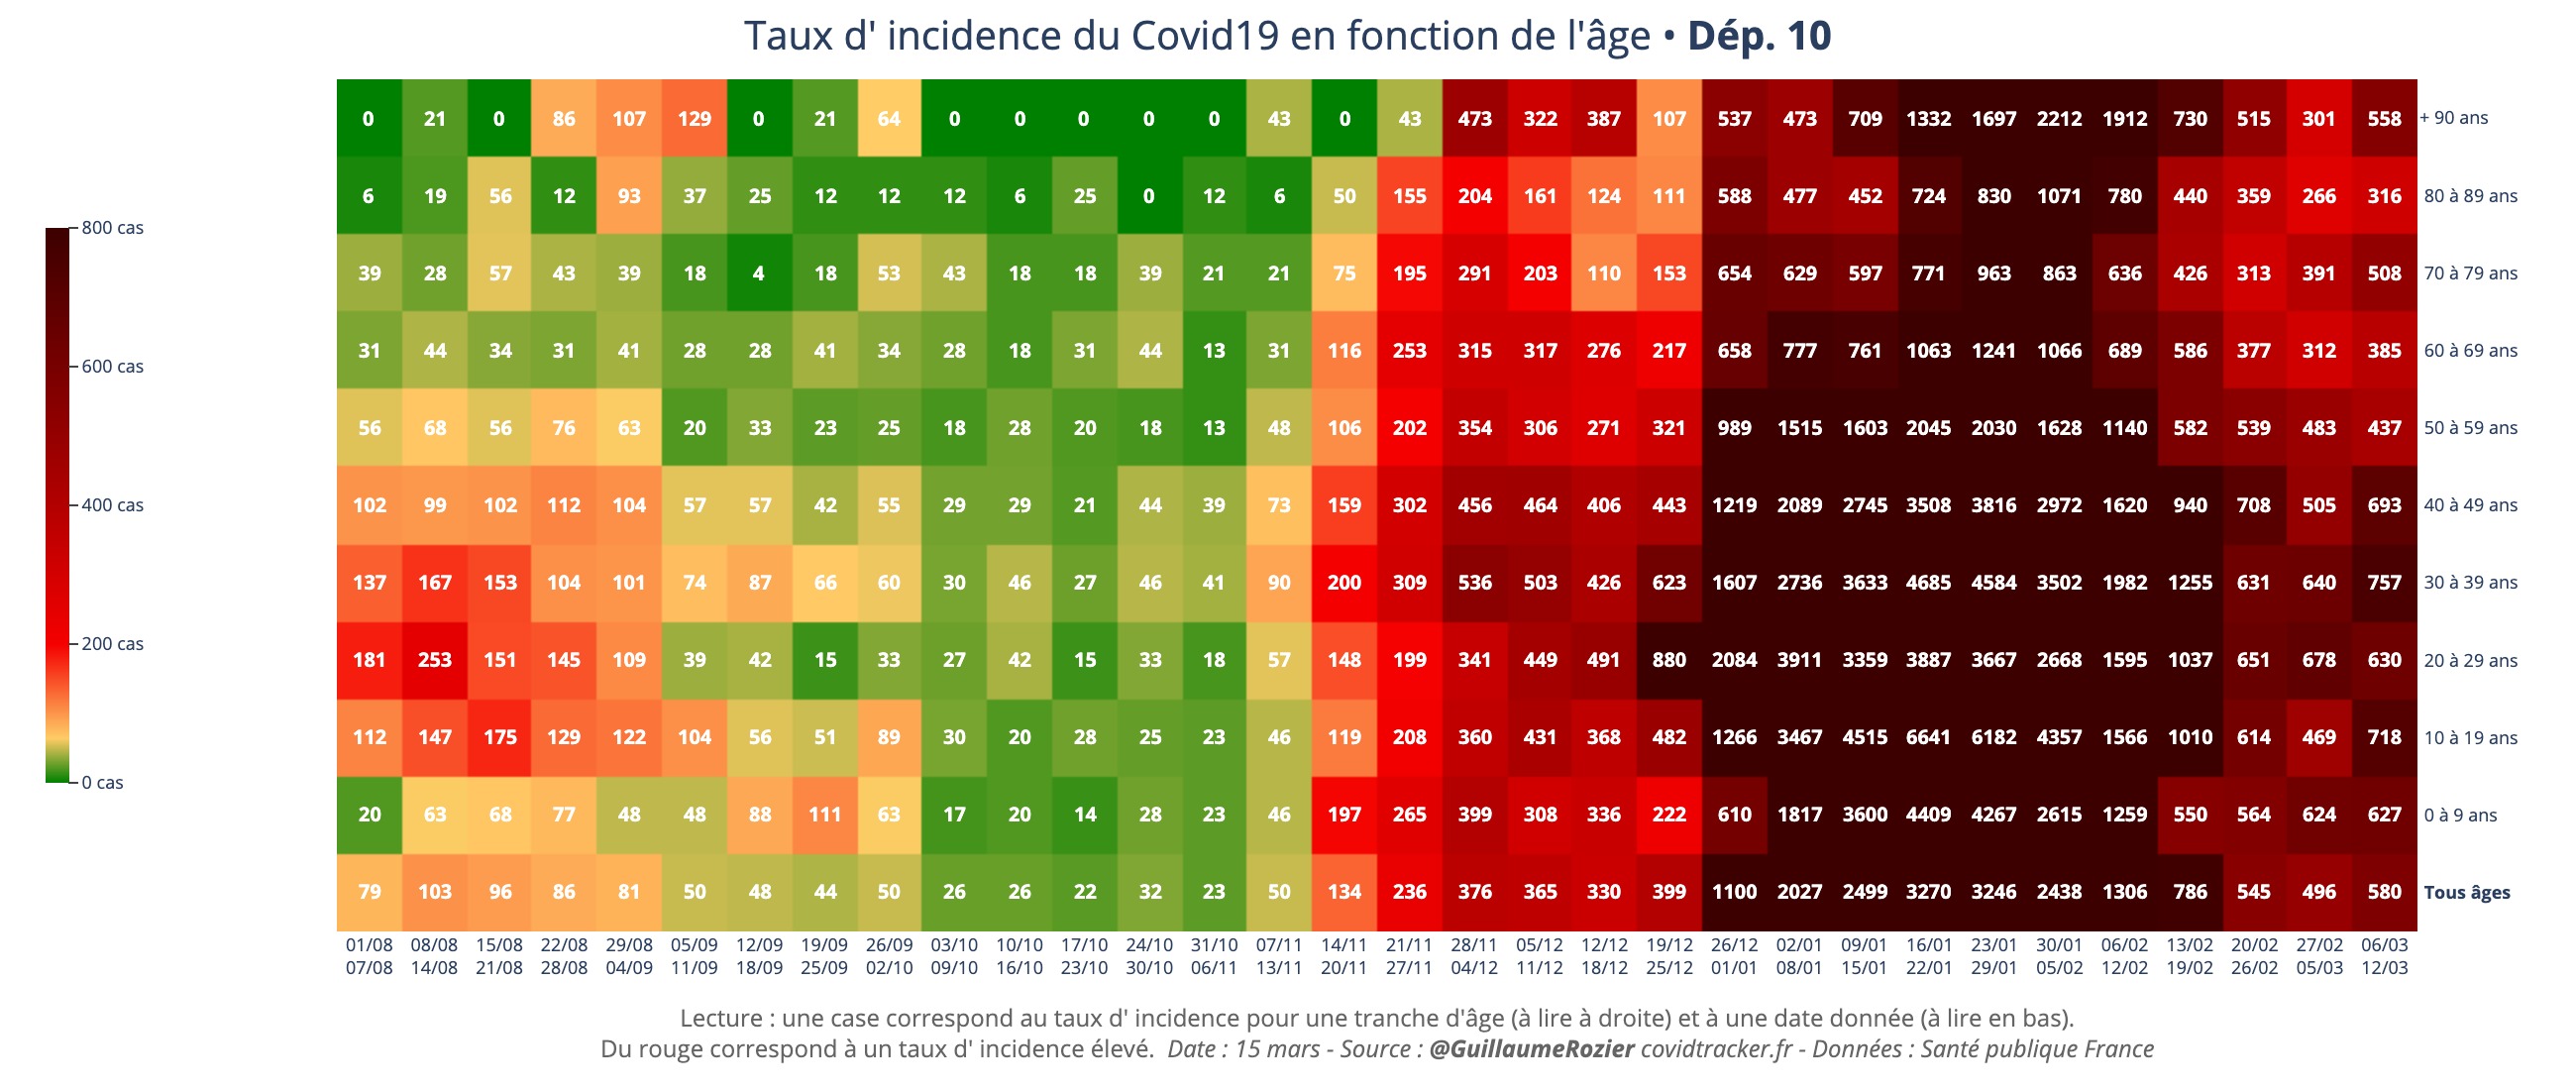 Taux d' incidence du Covid19 en fonction de l'âge • Dép. 10
800 cas
600 cas
400 cas
200 cas
0 cas
0 21 0 86 107 129 0 21 64 0 0 0 0 0 43 0 43 473 322 387 107 537 473 709 1332 1697 2212 1912 730 515 301 558 + 90 ans
6 19 56 12 93 37 25 12 12 12 6 25 0 12 6 50 155 204 161 124 111 588 477 452 724 830 1071 780 440 359 266 316 80 à 89 ans
39 28 57 43 39 18 4 18 53 43 18 18 39 21 21 75 195 291 203 110 153 654 629 597 771 963 863 636 426 313 391 508 70 à 79 ans
31 44 34 31 41 28 28 41 34 28 18 31 44 13 31 116 253 315 317 276 217 658 777 761 1063 1241 1066 689 586 377 312 385 60 à 69 ans
56 68 56 76 63 20 33 23 25 18 28 20 18 13 48 106 202 354 306 271 321 989 1515 1603 2045 2030 1628 1140 582 539 483 437 50 à 59 ans
102 99 102 112 104 57 57 42 55 29 29 21 44 39 73 159 302 456 464 406 443 1219 2089 2745 3508 3816 2972 1620 940 708 505 693 40 à 49 ans
137 167 153 104 101 74 87 66 60 30 46 27 46 41 90 200 309 536 503 426 623 1607 2736 3633 4685 4584 3502 1982 1255 631 640 757 30 à 39 ans
181 253 151 145 109 39 42 15 33 27 42 15 33 18 57 148 199 341 449 491 880 2084 3911 3359 3887 3667 2668 1595 1037 651 678 630 20 à 29 ans
112 147 175 129 122 104 56 51 89 30 20 28 25 23 46 119 208 360 431 368 482 1266 3467 4515 6641 6182 4357 1566 1010 614 469 718 10 à 19 ans
20 63 68 77 48 48 88 111 63 17 20 14 28 23 46 197 265 399 308 336 222 610 1817 3600 4409 4267 2615 1259 550 564 624 627 0 à 9 ans
79 103 96 86 81 50 48 44 50 26 26 22 32 23 50 134 236 376 365 330 399 1100 2027 2499 3270 3246 2438 1306 786 545 496 580 Tous âges
01/08 08/08 15/08 22/08 29/08 05/09 12/09 19/09 26/09 03/10 10/10 17/10 24/10 31/10 07/11 14/11 21/11 28/11 05/12 12/12 19/12 26/12 02/01 09/01 16/01 23/01 30/01 06/02 13/02 20/02 27/02 06/03
07/08 14/08 21/08 28/08 04/09 11/09 18/09 25/09 02/10 09/10 16/10 23/10 30/10 06/11 13/11 20/11 27/11 04/12 11/12 18/12 25/12 01/01 08/01 15/01 22/01 29/01 05/02 12/02 19/02 26/02 05/03 12/03
Lecture : une case correspond au taux d' incidence pour une tranche d'âge (à lire à droite) et à une date donnée (à lire en bas).
Du rouge correspond à un taux d' incidence élevé. Date : 15 mars - Source : @GuillaumeRozier covidtracker.fr - Données : Santé publique France